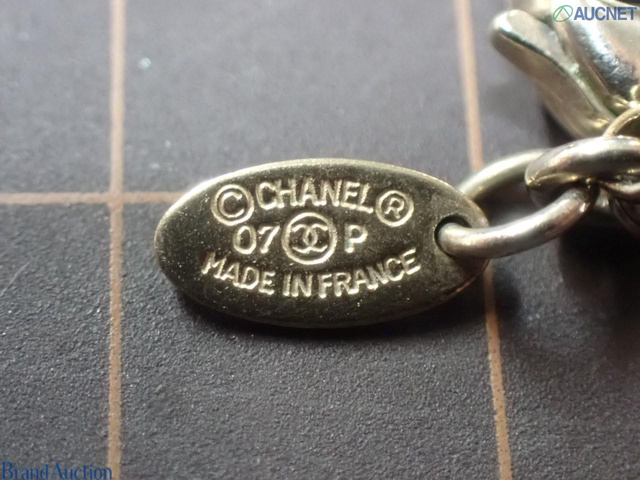 AUCNET
© CHANEL ®
07 P
MADE IN FRANCE
Brand Auction